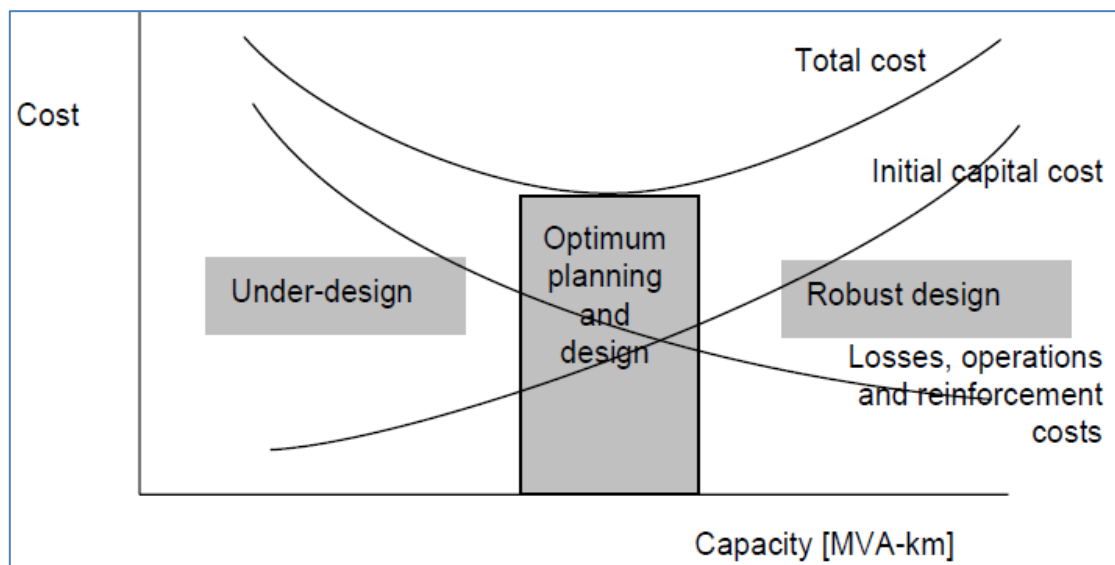 Total cost
Cost
Initial capital cost
Under-design
Optimum
planning
and
design
Robust design
Losses, operations
and reinforcement
costs
Capacity [MVA-km]